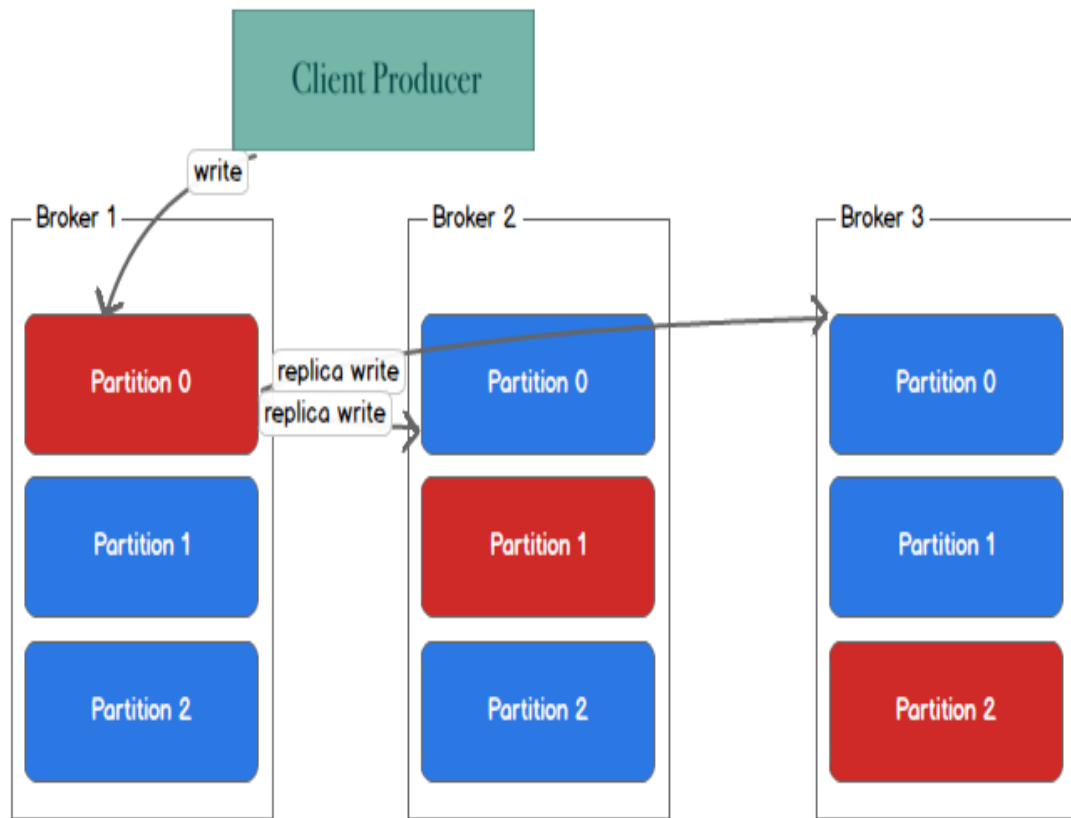 Client Producer
write
Broker 1
Broker 2
Broker 3
Partition 0
replica write
replica write
Partition 0
Partition 0
Partition 1
Partition 1
Partition 1
Partition 2
Partition 2
Partition 2